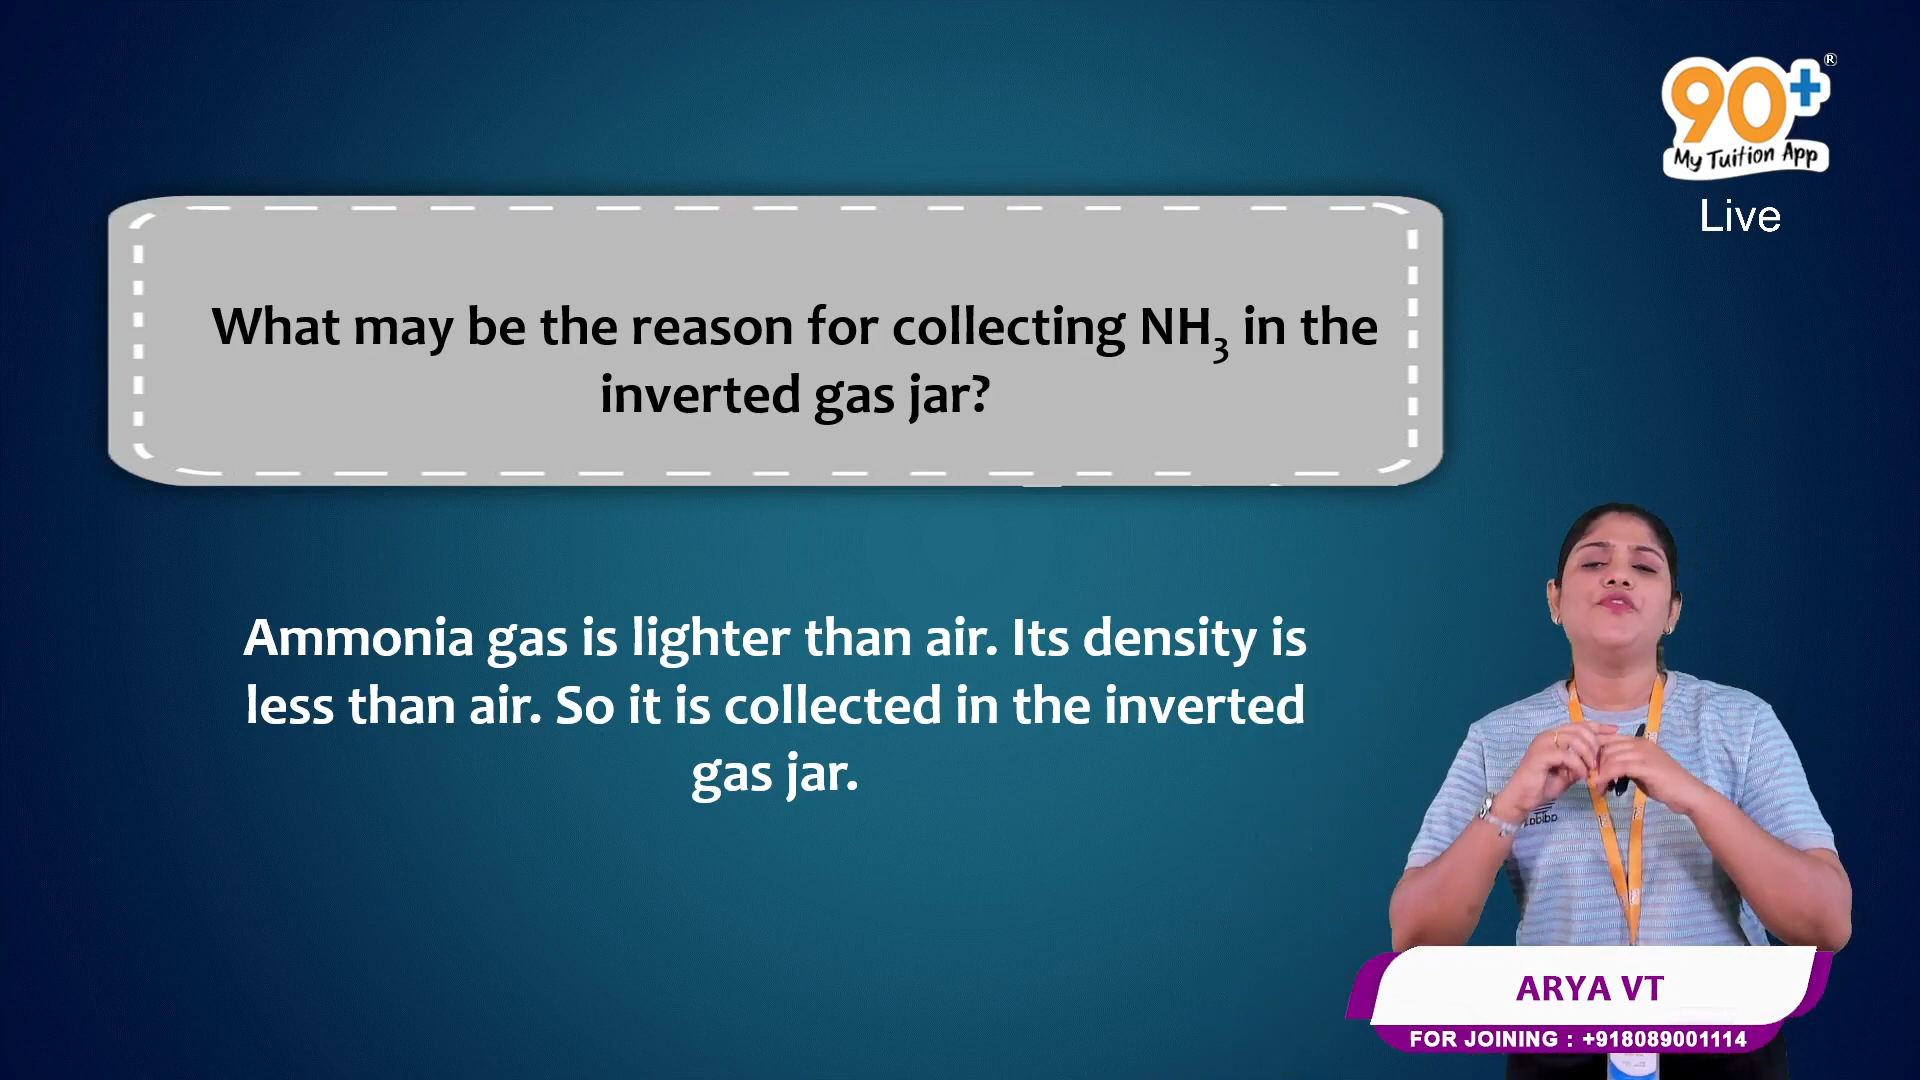 90+®
My Tuition App
Live
What may be the reason for collecting NH₃ in the
inverted gas jar?
Ammonia gas is lighter than air. Its density is
less than air. So it is collected in the inverted
gas jar.
ARYA VT
FOR JOINING : +918089001114